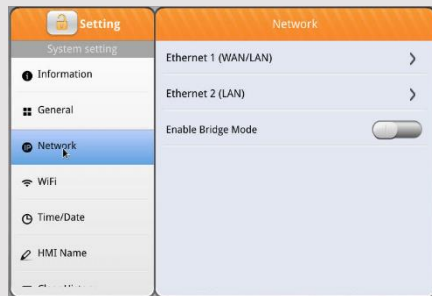 Setting
System setting
Information
General
Network
WiFi
Time/Date
HMI Name
Network
Ethernet 1 (WAN/LAN)
Ethernet 2 (LAN)
Enable Bridge Mode